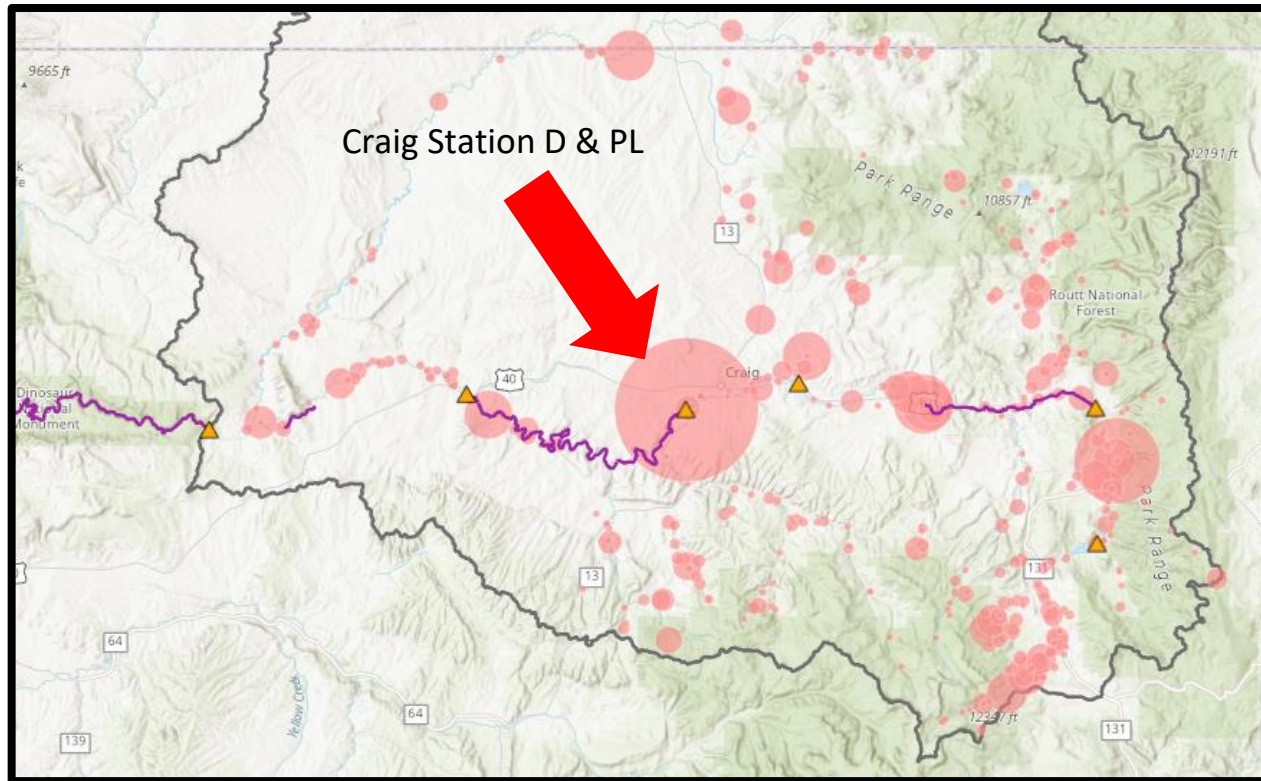 9665 ft
Craig Station D & PL
12191 ft
Park Range
10857 ft
13
Routt National
Forest
40
Craig
Dinosaur
Monument
Park Range
131
13
64
12357 ft
Yellow Creek
64
139
131